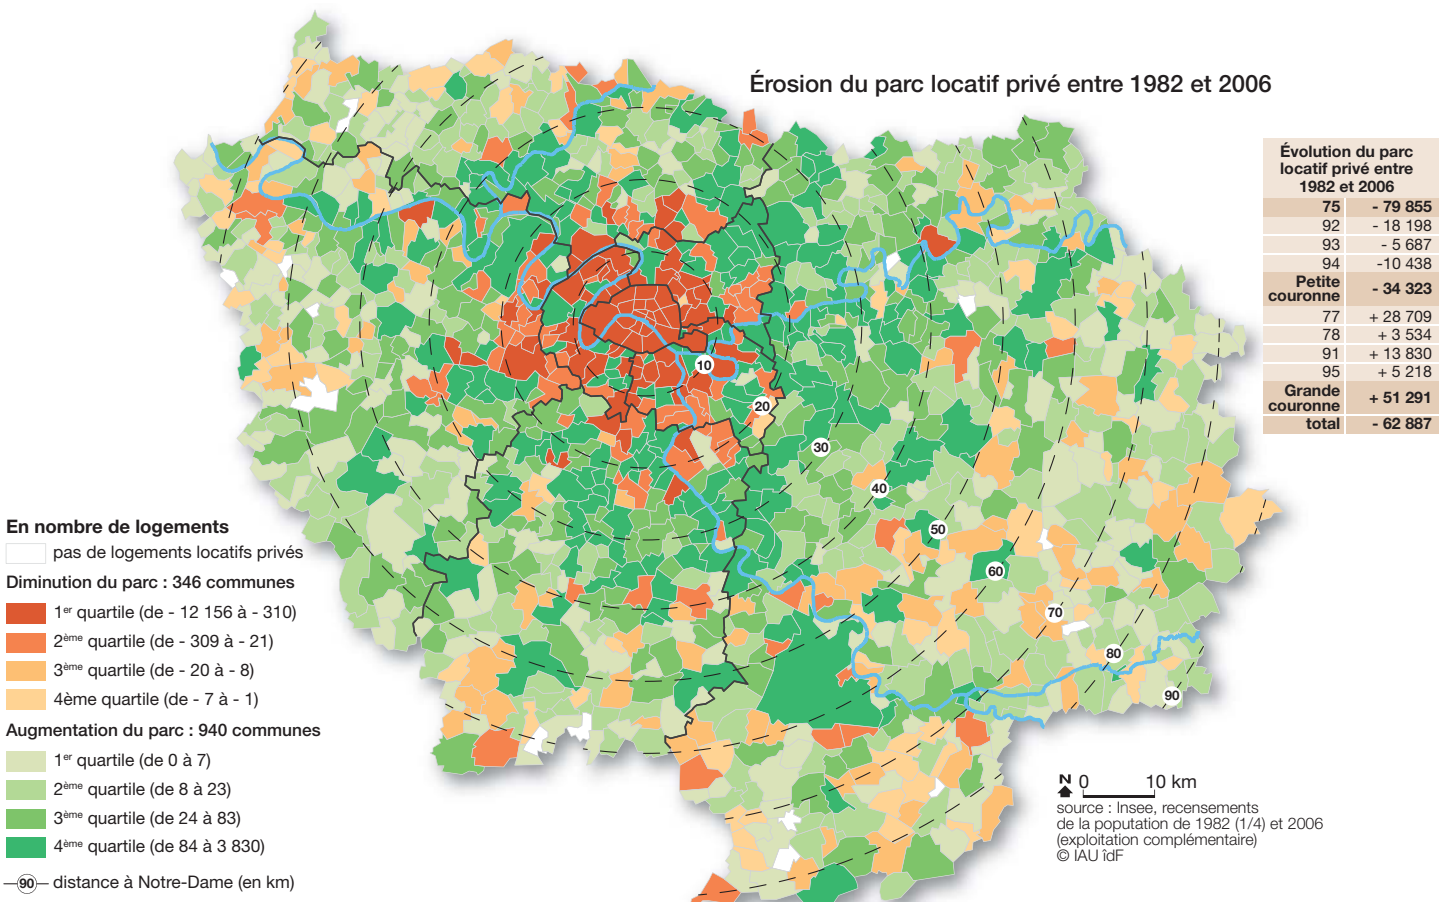 Érosion du parc locatif privé entre 1982 et 2006
Évolution du parc
locatif privé entre
1982 et 2006
75 - 79 855
92 - 18 198
93 - 5 687
94 -10 438
Petite
couronne - 34 323
77 + 28 709
78 + 3 534
91 + 13 830
95 + 5 218
Grande
couronne + 51 291
total - 62 887
10
20
30
40
50
60
70
80
90
En nombre de logements
pas de logements locatifs privés
Diminution du parc : 346 communes
1er quartile (de - 12 156 à - 310)
2ème quartile (de - 309 à - 21)
3ème quartile (de - 20 à - 8)
4ème quartile (de - 7 à - 1)
Augmentation du parc : 940 communes
1er quartile (de 0 à 7)
2ème quartile (de 8 à 23)
3ème quartile (de 24 à 83)
4ème quartile (de 84 à 3 830)
90 distance à Notre-Dame (en km)
N 0 10 km
source : Insee, recensements
de la poputation de 1982 (1/4) et 2006
(exploitation complémentaire)
© IAU îdF